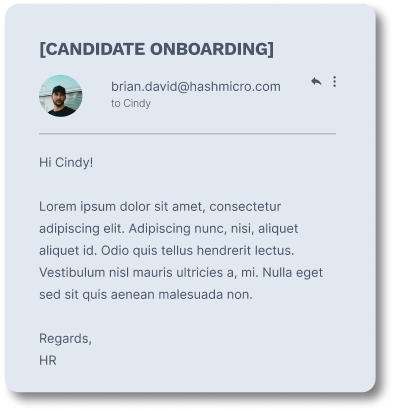 [CANDIDATE ONBOARDING]
brian.david@hashmicro.com
to Cindy
Hi Cindy!
Lorem ipsum dolor sit amet, consectetur
adipiscing elit. Adipiscing nunc, nisi, aliquet
aliquet id. Odio quis tellus hendrerit lectus.
Vestibulum nisl mauris ultricies a, mi. Nulla eget
sed sit quis aenean malesuada non.
Regards,
HR